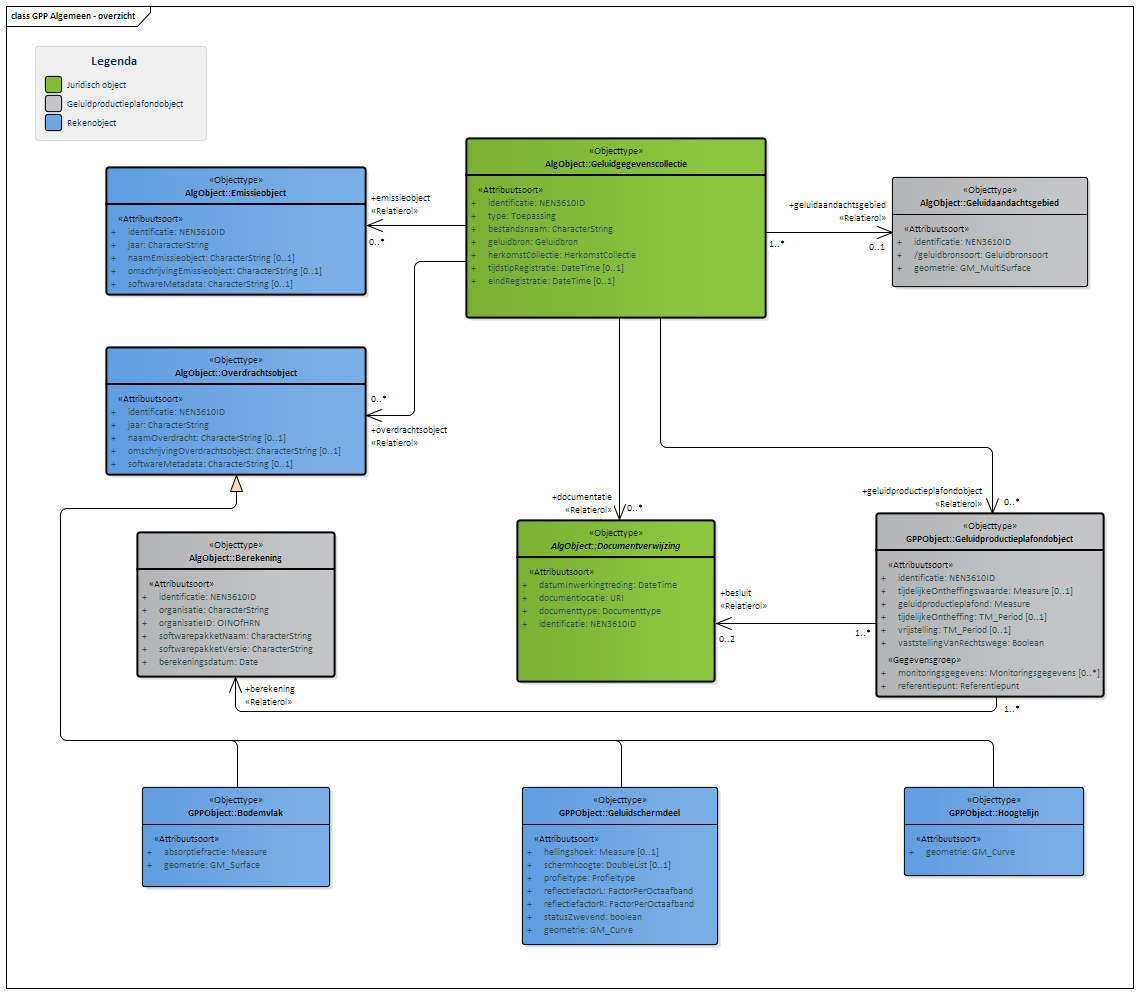 class GPP Algemeen - overzicht
Legenda
Juridisch object
Geluidproductieplafondobject
Rekenobject
«Objecttype»
AlgObject::Geluidgegevenscollectie
«Attribuutsoort»
+ identificatie: NEN3610ID
+ type: Toepassing
+ bestandsnaam: CharacterString
+ geluidbron: Geluidbron
+ herkomstCollectie: HerkomstCollectie
+ tijdstipRegistratie: DateTime [0..1]
+ eindRegistratie: DateTime [0..1]
«Objecttype»
AlgObject::Emissieobject
«Attribuutsoort»
+ identificatie: NEN3610ID
+ jaar: CharacterString
+ naamEmissieobject: CharacterString [0..1]
+ omschrijvingEmissieobject: CharacterString [0..1]
+ softwareMetadata: CharacterString [0..1]
+emissieobject
«Relatierol»
0..*
+geluidaandachtsgebied
«Relatierol»
1..*
0..1
«Objecttype»
AlgObject::Geluidaandachtsgebied
«Attribuutsoort»
+ identificatie: NEN3610ID
+ /geluidbronsoort: Geluidbronsoort
+ geometrie: GM_MultiSurface
«Objecttype»
AlgObject::Overdrachtsobject
«Attribuutsoort»
+ identificatie: NEN3610ID
+ jaar: CharacterString
+ naamOverdracht: CharacterString [0..1]
+ omschrijvingOverdrachtsobject: CharacterString [0..1]
+ softwareMetadata: CharacterString [0..1]
0..*
+overdrachtsobject
«Relatierol»
+documentatie
«Relatierol»
0..*
+geluidproductieplafondobject
«Relatierol»
0..*
«Objecttype»
AlgObject::Berekening
«Attribuutsoort»
+ identificatie: NEN3610ID
+ organisatie: CharacterString
+ organisatieID: OINOfHRN
+ softwarepakketNaam: CharacterString
+ softwarepakketVersie: CharacterString
+ berekeningsdatum: Date
«Objecttype»
AlgObject::Documentverwijzing
«Attribuutsoort»
+ datumInwerkingtreding: DateTime
+ documentlocatie: URI
+ documenttype: Documenttype
+ identificatie: NEN3610ID
+besluit
«Relatierol»
0..2
1..*
«Objecttype»
GPPObject::Geluidproductieplafondobject
«Attribuutsoort»
+ identificatie: NEN3610ID
+ tijdelijkeOntheffingswaarde: Measure [0..1]
+ geluidproductieplafond: Measure
+ tijdelijkeOntheffing: TM_Period [0..1]
+ vrijstelling: TM_Period [0..1]
+ vaststellingVanRechtswege: Boolean
«Gegevensgroep»
+ monitoringsgegevens: Monitoringsgegevens [0..*]
+ referentiepunt: Referentiepunt
+berekening
«Relatierol»
1..*
«Objecttype»
GPPObject::Bodemvlak
«Attribuutsoort»
+ absorptiefractie: Measure
+ geometrie: GM_Surface
«Objecttype»
GPPObject::Geluidschermdeel
«Attribuutsoort»
+ hellingshoek: Measure [0..1]
+ schermhoogte: DoubleList [0..1]
+ profieltype: Profieltype
+ reflectiefactorL: FactorPerOctaafband
+ reflectiefactorR: FactorPerOctaafband
+ statusZwevend: boolean
+ geometrie: GM_Curve
«Objecttype»
GPPObject::Hoogtelijn
«Attribuutsoort»
+ geometrie: GM_Curve